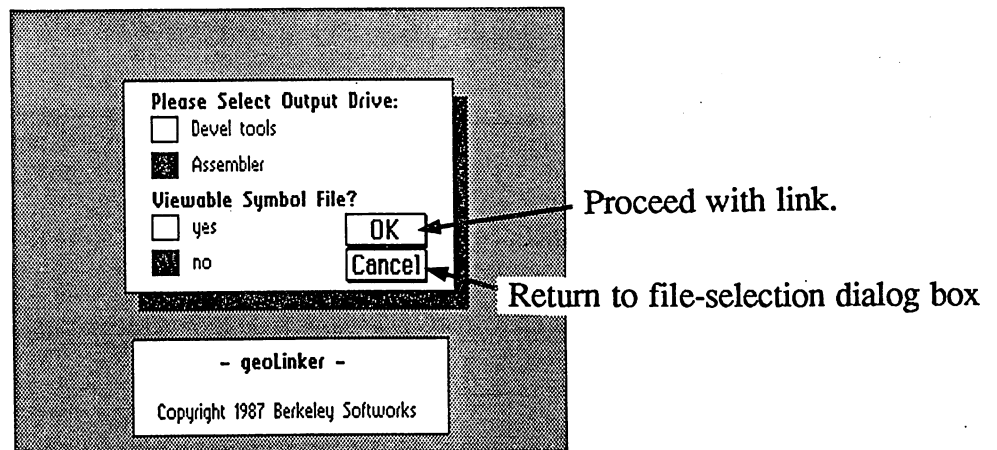 Please Select Output Drive:
Devel tools
Assembler
Viewable Symbol File?
yes
OK
no
Cancel
Proceed with link.
Return to file-selection dialog box
- geoLinker -
Copyright 1987 Berkeley Softworks